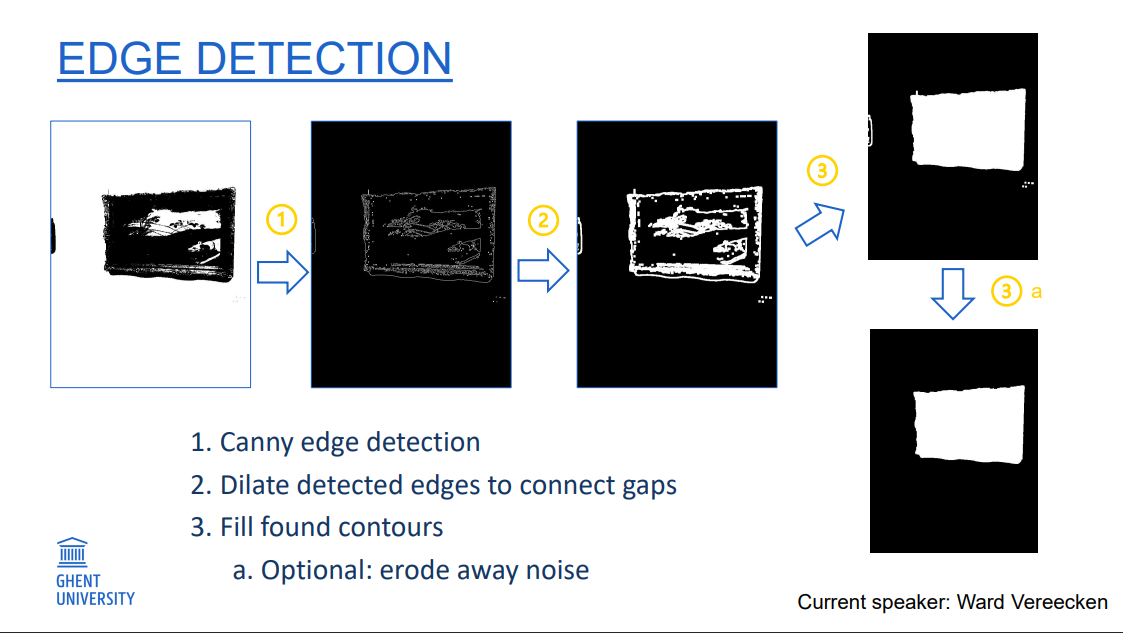 EDGE DETECTION
1
2
3
3 a
1. Canny edge detection
2. Dilate detected edges to connect gaps
3. Fill found contours
a. Optional: erode away noise
GHENT
UNIVERSITY
Current speaker: Ward Vereecken